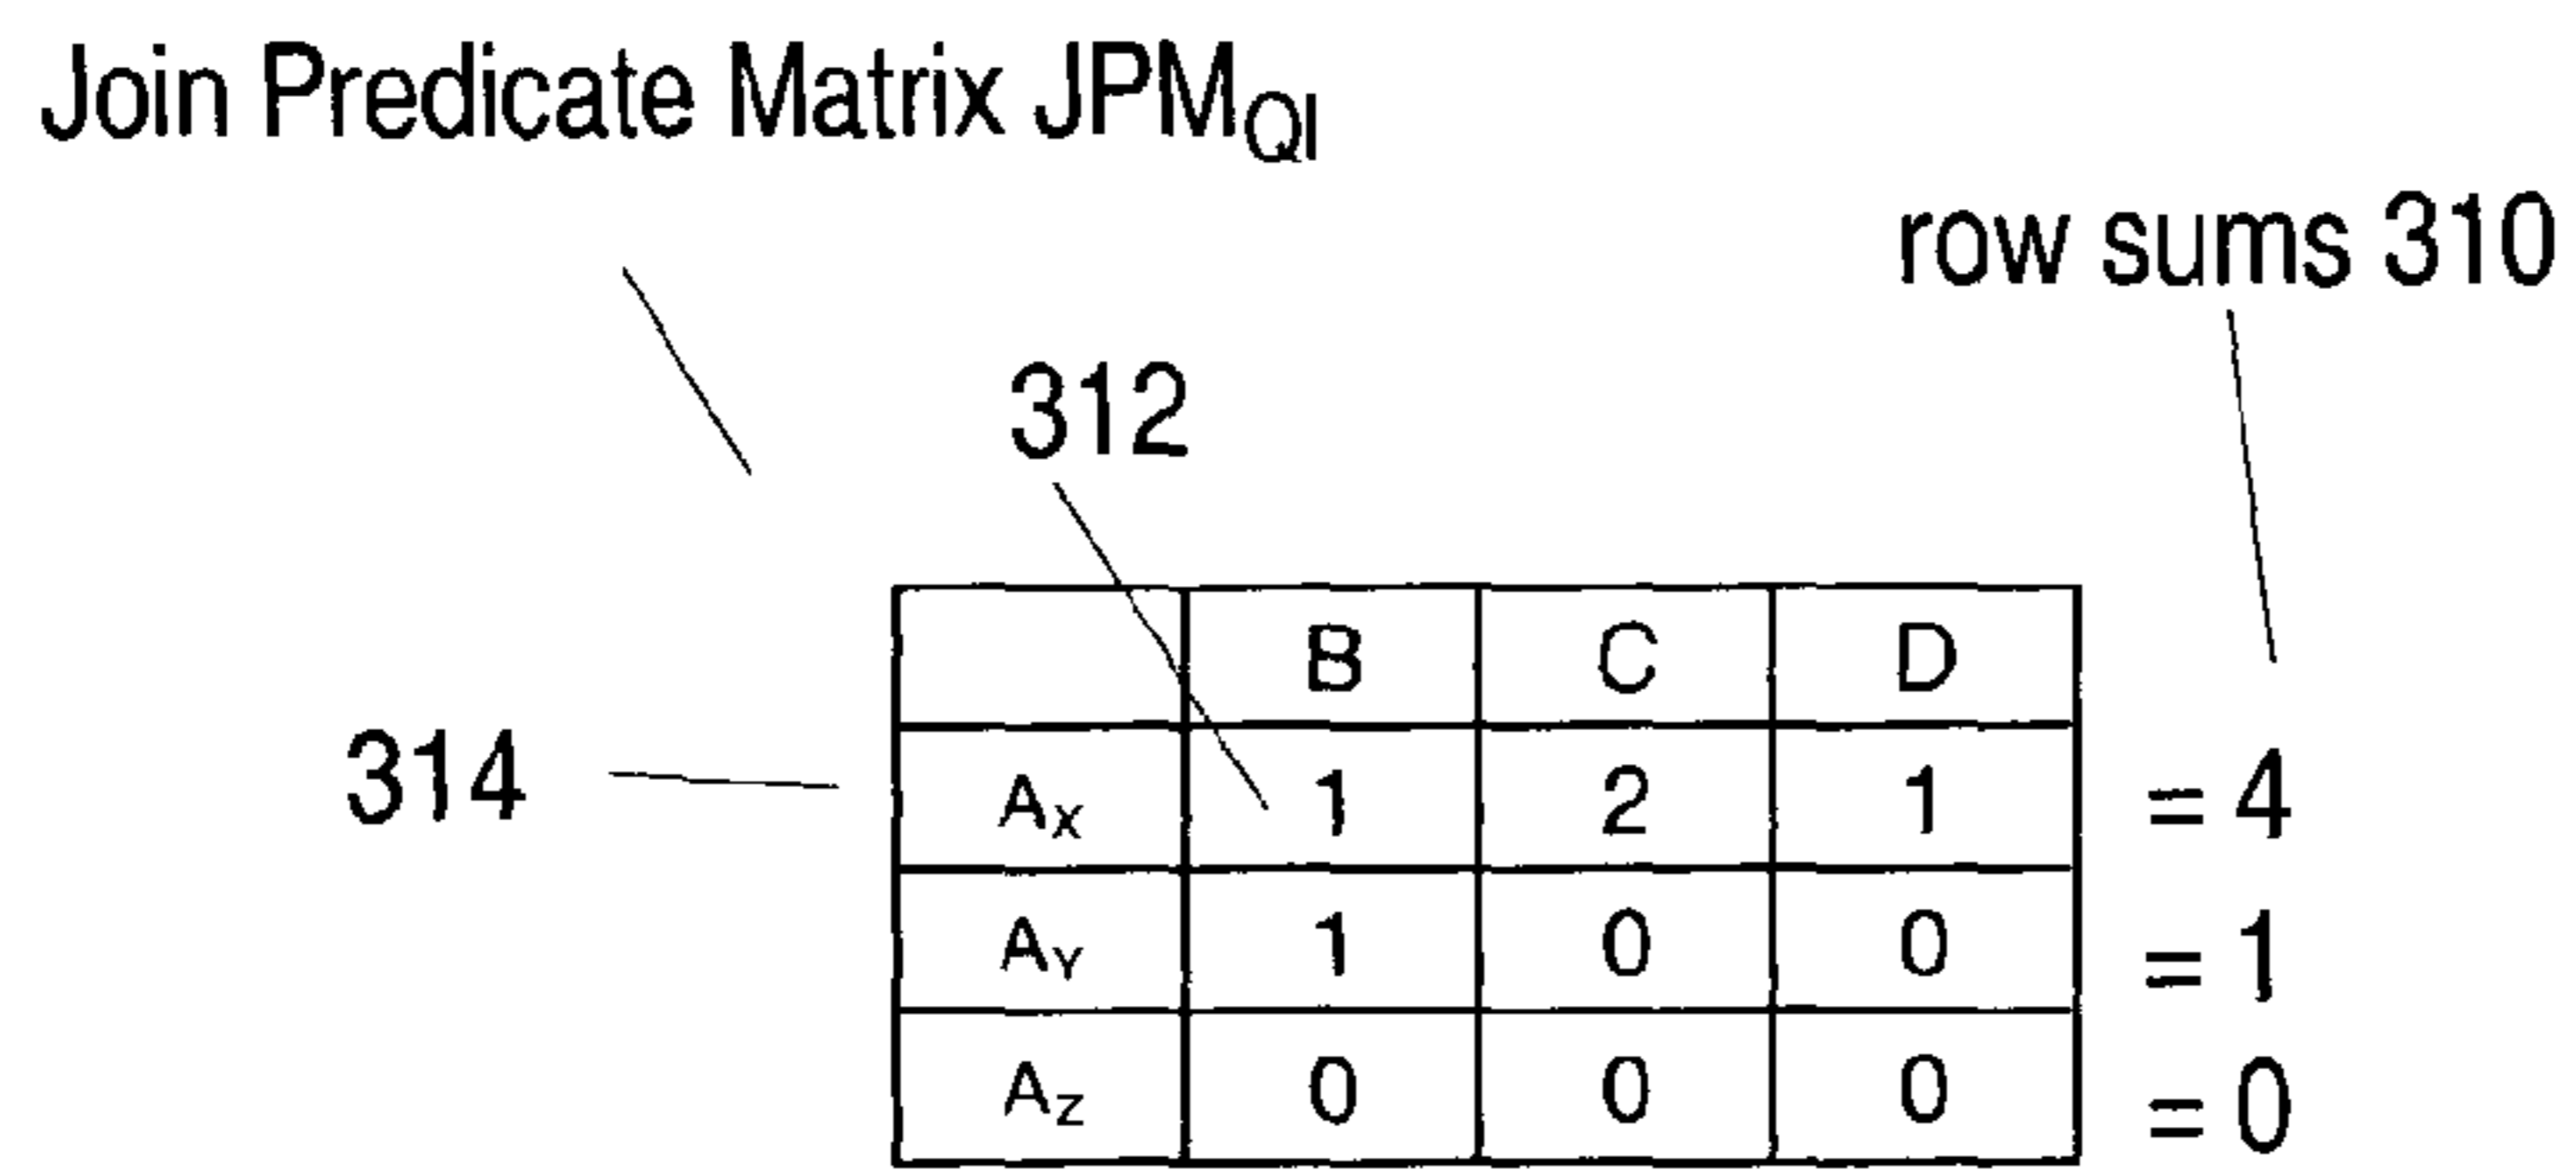 Join Predicate Matrix JPM_QI
row sums 310
312
B C D
314 A_X 1 2 1 = 4
A_Y 1 0 0 = 1
A_Z 0 0 0 = 0